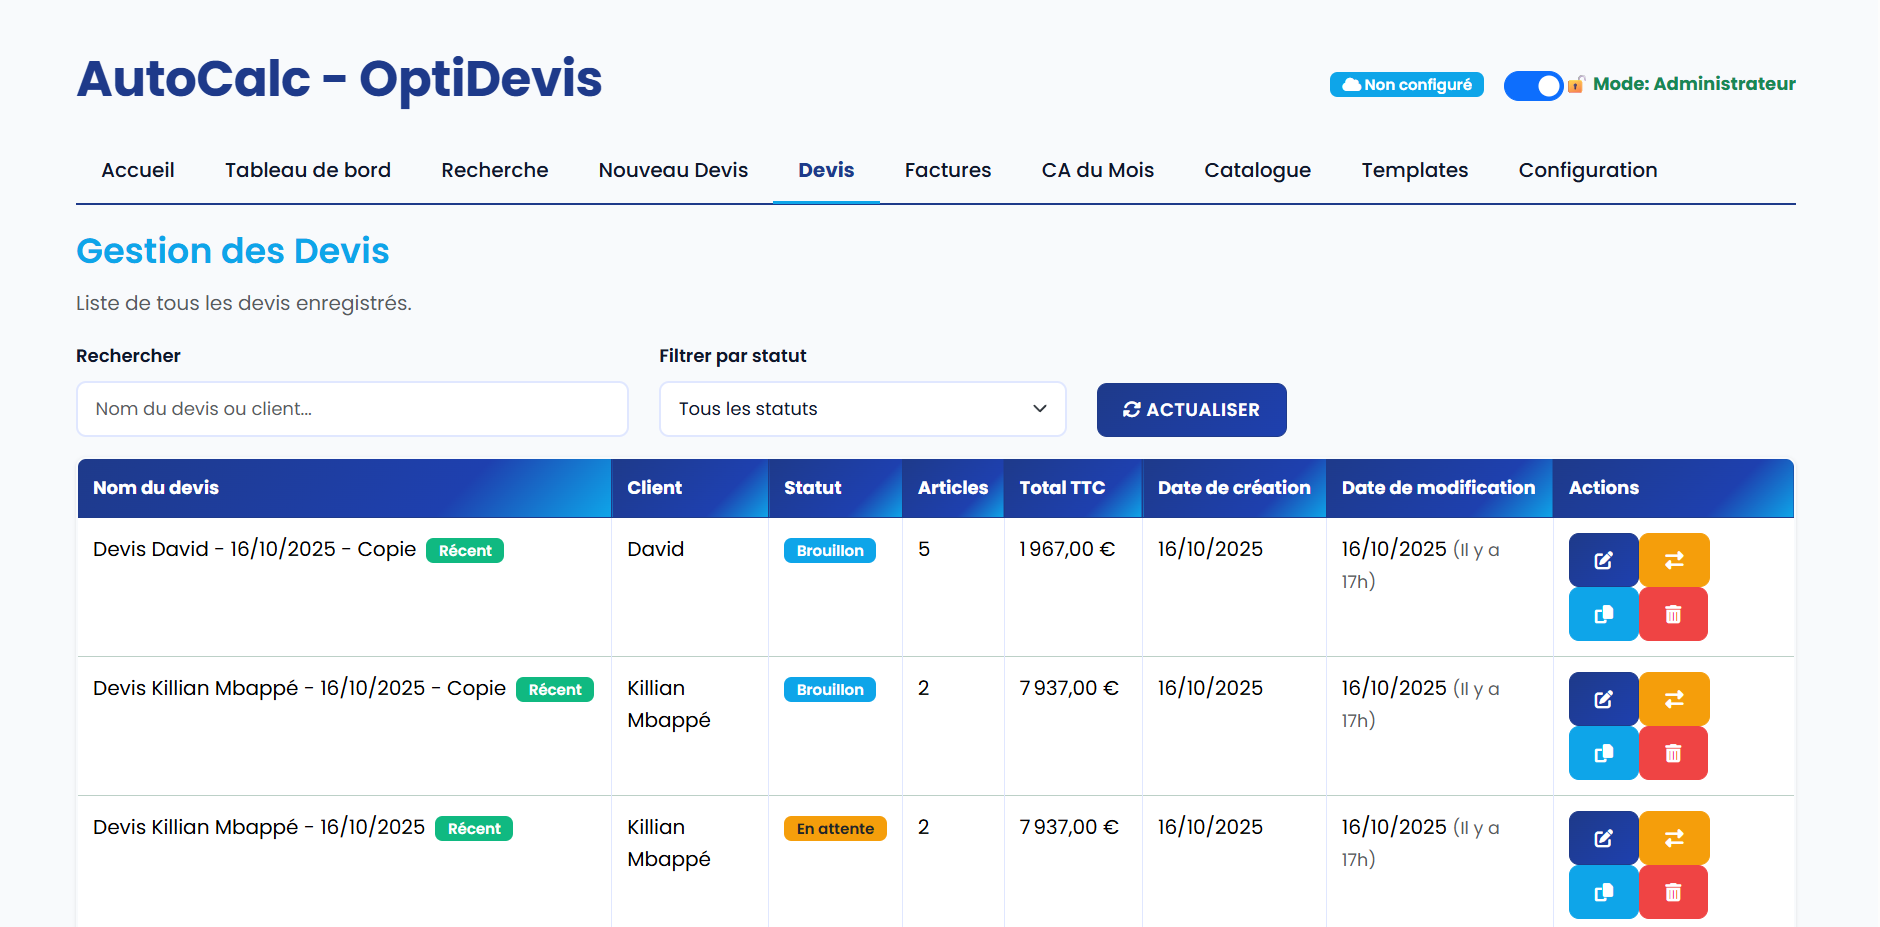 AutoCalc - OptiDevis
Non configuré
Mode: Administrateur
Accueil
Tableau de bord
Recherche
Nouveau Devis
Devis
Factures
CA du Mois
Catalogue
Templates
Configuration
Gestion des Devis
Liste de tous les devis enregistrés.
Rechercher
Filtrer par statut
Nom du devis ou client...
Tous les statuts
ACTUALISER
Nom du devis
Client
Statut
Articles
Total TTC
Date de création
Date de modification
Actions
Devis David - 16/10/2025 - Copie Récent
David
Brouillon
5
1 967,00 €
16/10/2025
16/10/2025 (Il y a
17h)
Devis Killian Mbappé - 16/10/2025 - Copie Récent
Killian
Mbappé
Brouillon
2
7 937,00 €
16/10/2025
16/10/2025 (Il y a
17h)
Devis Killian Mbappé - 16/10/2025 Récent
Killian
Mbappé
En attente
2
7 937,00 €
16/10/2025
16/10/2025 (Il y a
17h)